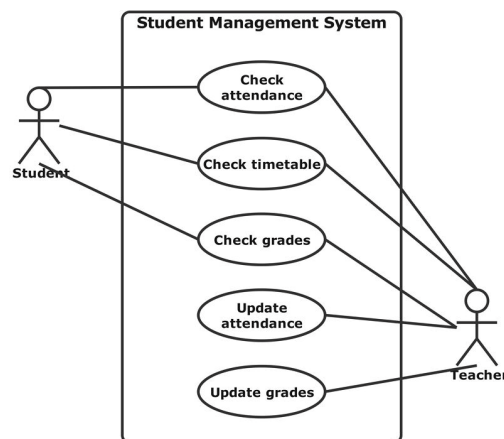 Student Management System
Check
attendance
Student
Check timetable
Check grades
Update
attendance
Teacher
Update grades